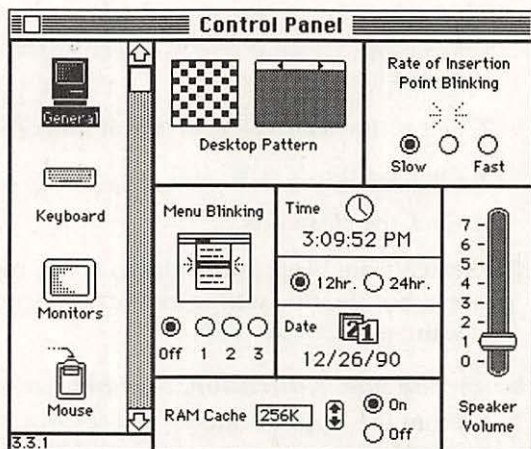 Control Panel
General
Keyboard
Monitors
Mouse
3.3.1
Desktop Pattern
Rate of Insertion
Point Blinking
Slow Fast
Menu Blinking
Off 1 2 3
Time
3:09:52 PM
12hr. 24hr.
Date
21
12/26/90
7
6
5
4
3
2
1
0
Speaker
Volume
RAM Cache 256K On
Off